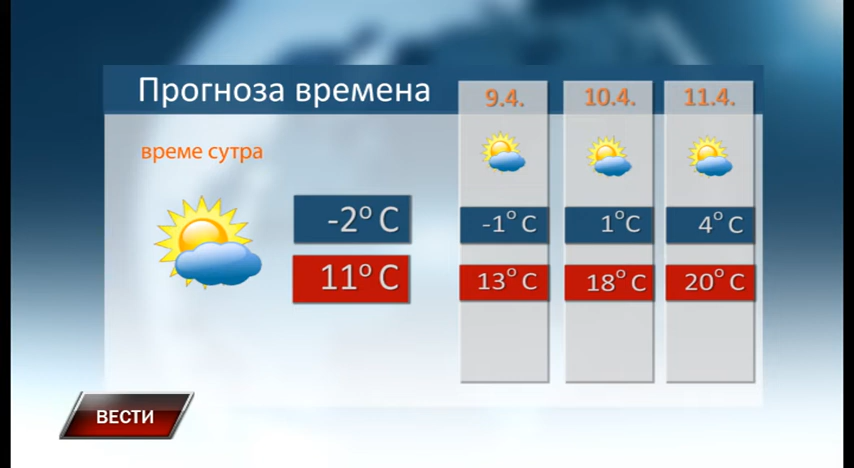 Прогноза времена
време сутра
-2° C
11° C
9.4.
10.4.
11.4.
-1° C
1°C
4° C
13° C
18° C
20° C
ВЕСТИ